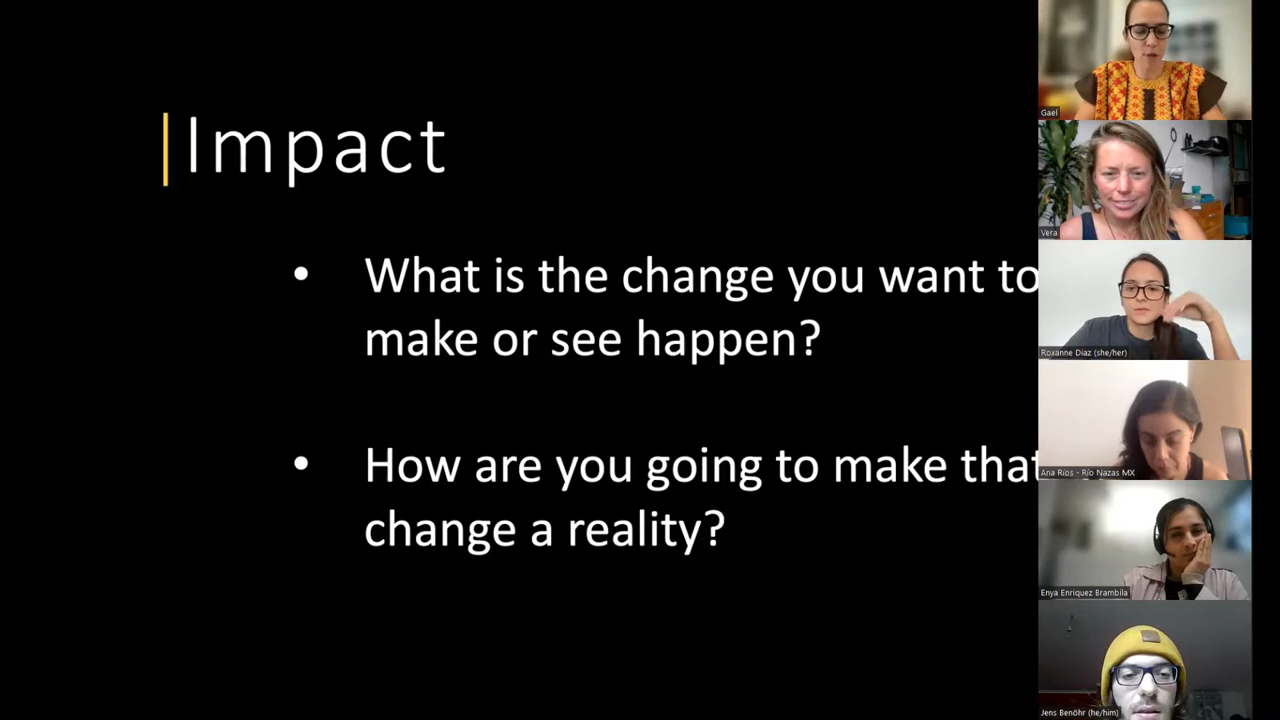 Impact
• What is the change you want to
make or see happen?
• How are you going to make that
change a reality?
Gael
Vera
Roxanne Diaz (she/her)
Ana Ríos - Río Nazas MX
Enya Enriquez Brambila
Jens Benöhr (he/him)